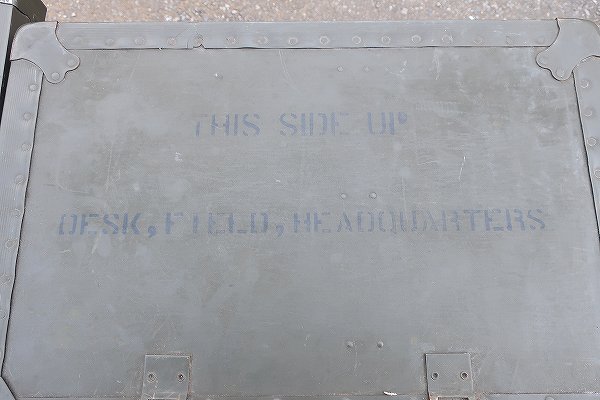 THIS SIDE UP
DESK, FIELD, HEADQUARTERS